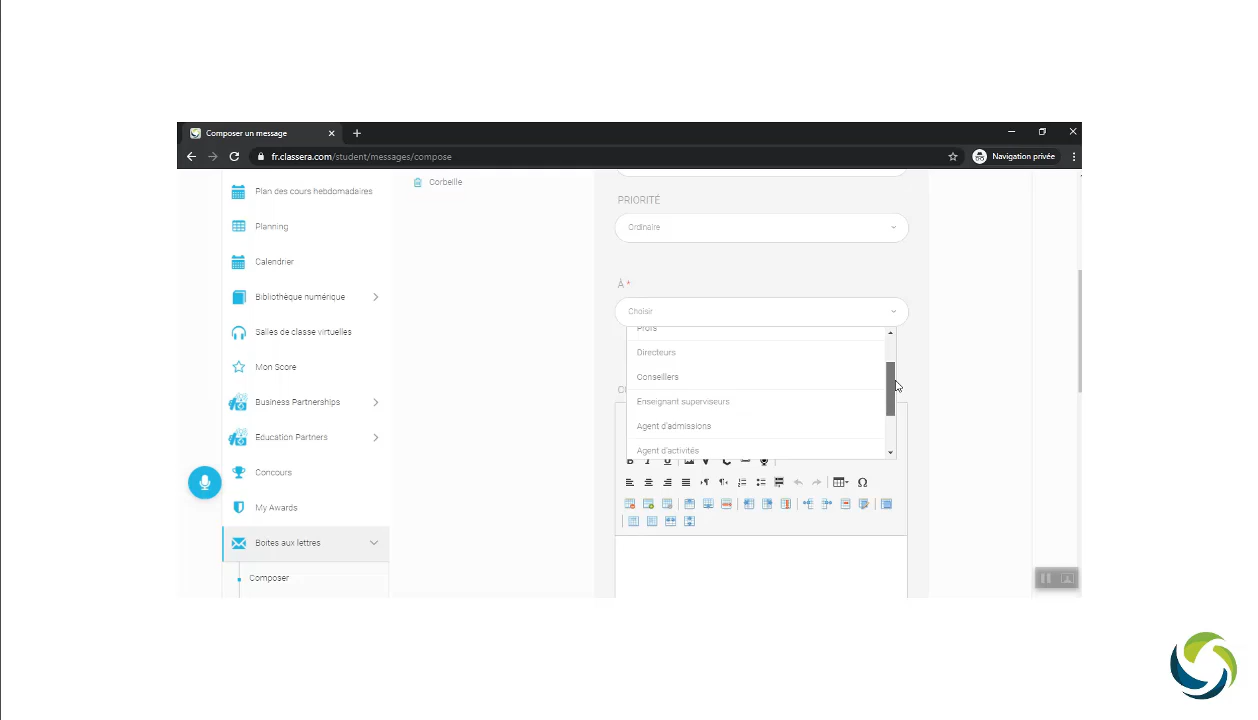 Composer un message
fr.classera.com/student/messages/compose
Navigation privée
Plan des cours hebdomadaires
Planning
Calendrier
Bibliothèque numérique
Salles de classe virtuelles
Mon Score
Business Partnerships
Education Partners
Concours
My Awards
Boites aux lettres
Composer
Corbeille
PRIORITÉ
Ordinaire
À *
Choisir
Profs
Directeurs
Conseillers
Enseignant superviseurs
Agent d'admissions
Agent d'activités